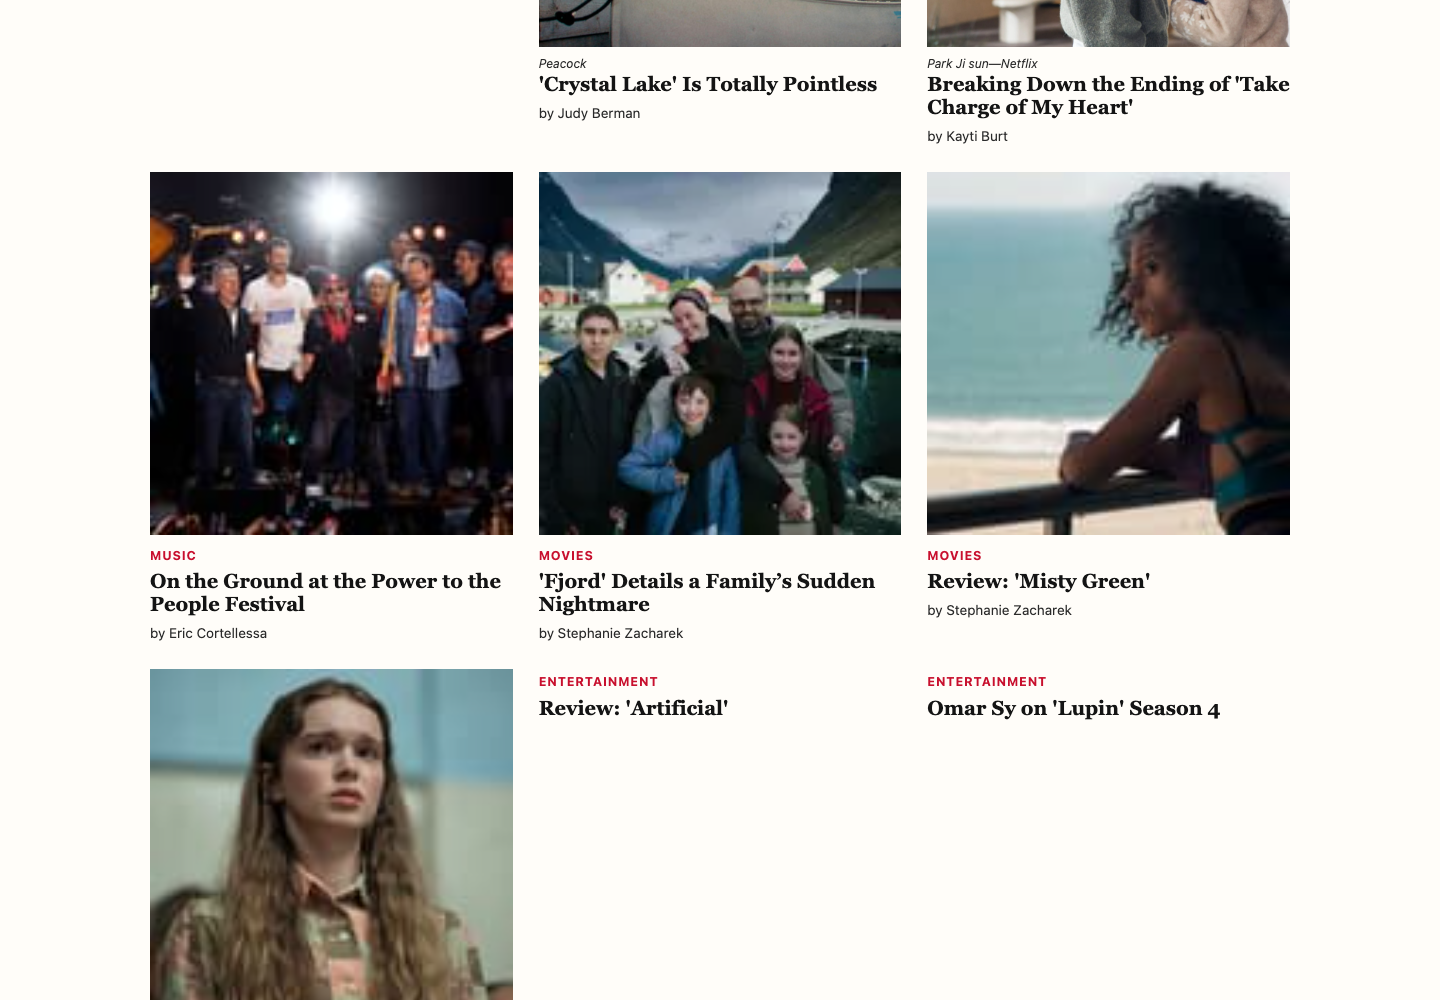 Peacock
'Crystal Lake' Is Totally Pointless
by Judy Berman
Park Ji sun—Netflix
Breaking Down the Ending of 'Take
Charge of My Heart'
by Kayti Burt
MUSIC
On the Ground at the Power to the
People Festival
by Eric Cortellessa
MOVIES
'Fjord' Details a Family’s Sudden
Nightmare
by Stephanie Zacharek
MOVIES
Review: 'Misty Green'
by Stephanie Zacharek
ENTERTAINMENT
Review: 'Artificial'
ENTERTAINMENT
Omar Sy on 'Lupin' Season 4